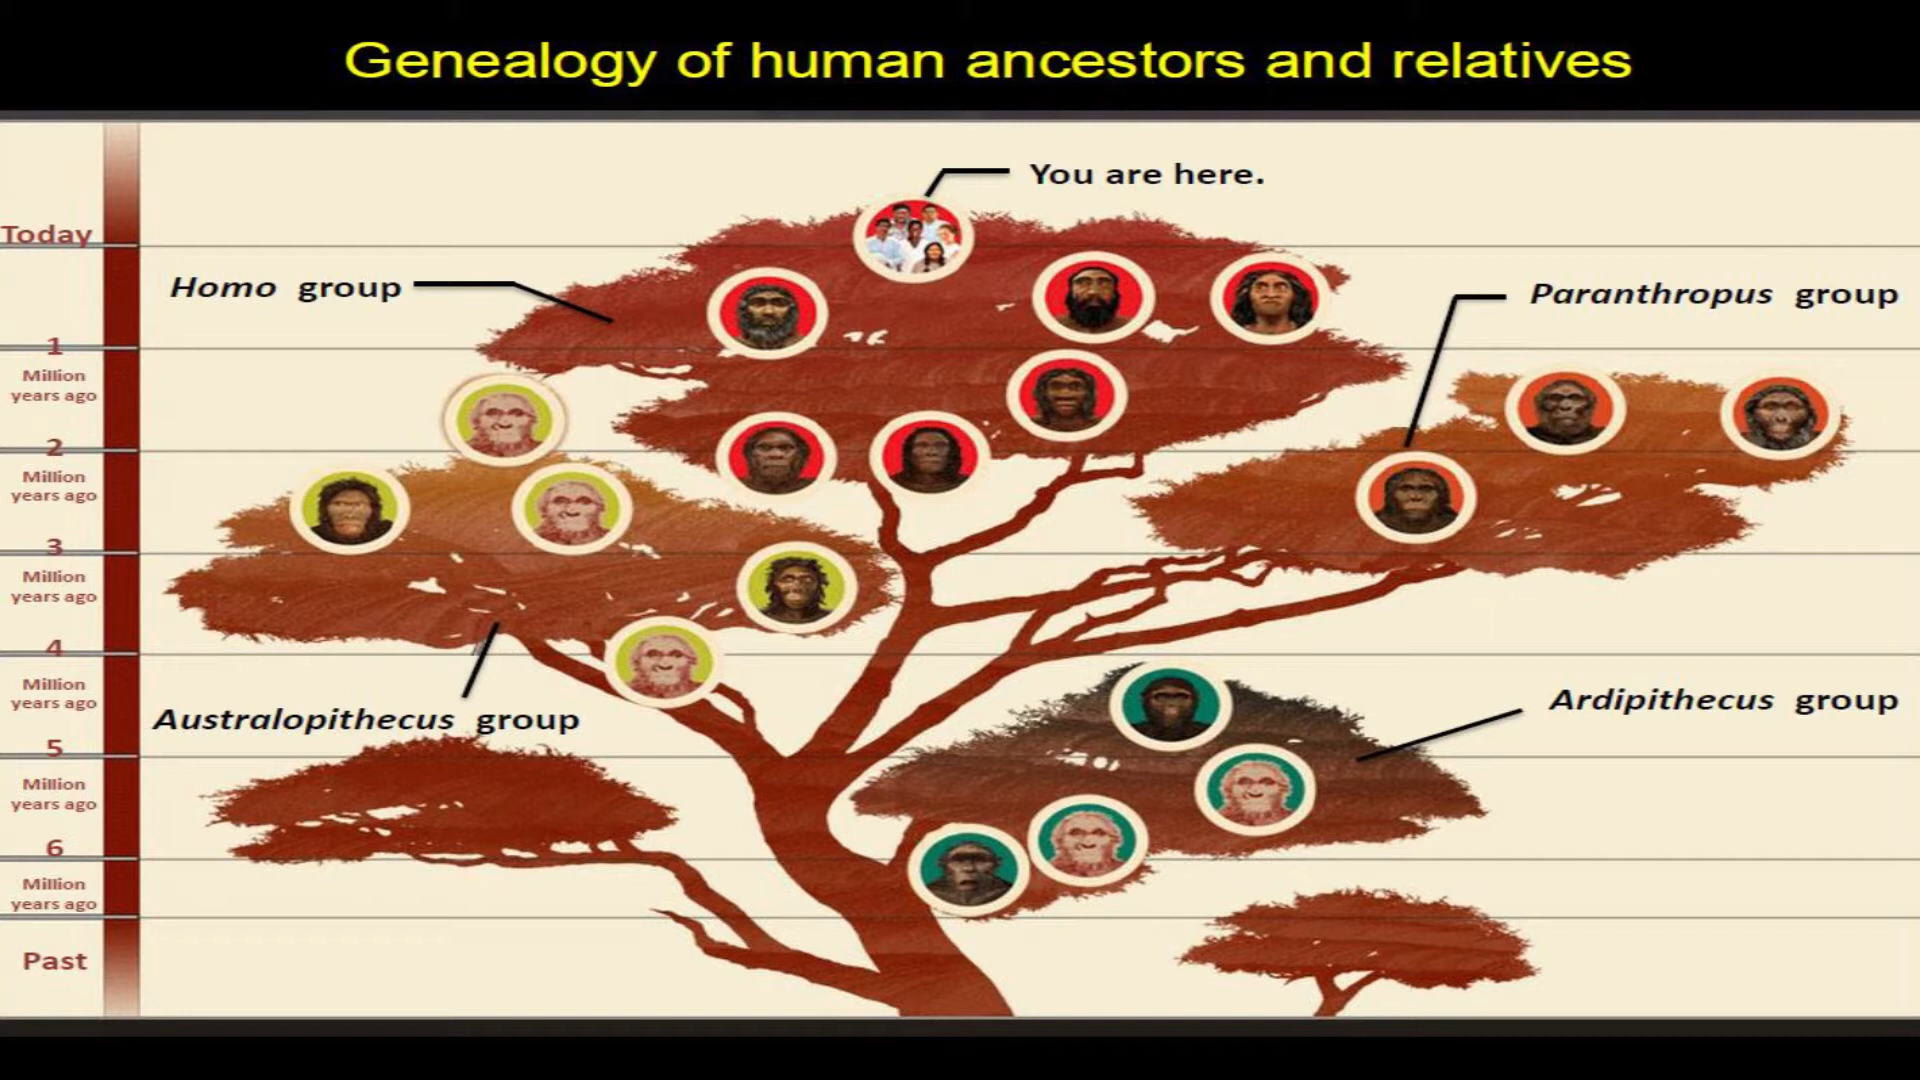 Genealogy of human ancestors and relatives
You are here.
Today
Homo group
Paranthropus group
1
Million
years ago
2
Million
years ago
3
Million
years ago
4
Million
years ago
Australopithecus group
Ardipithecus group
5
Million
years ago
6
Million
years ago
Past